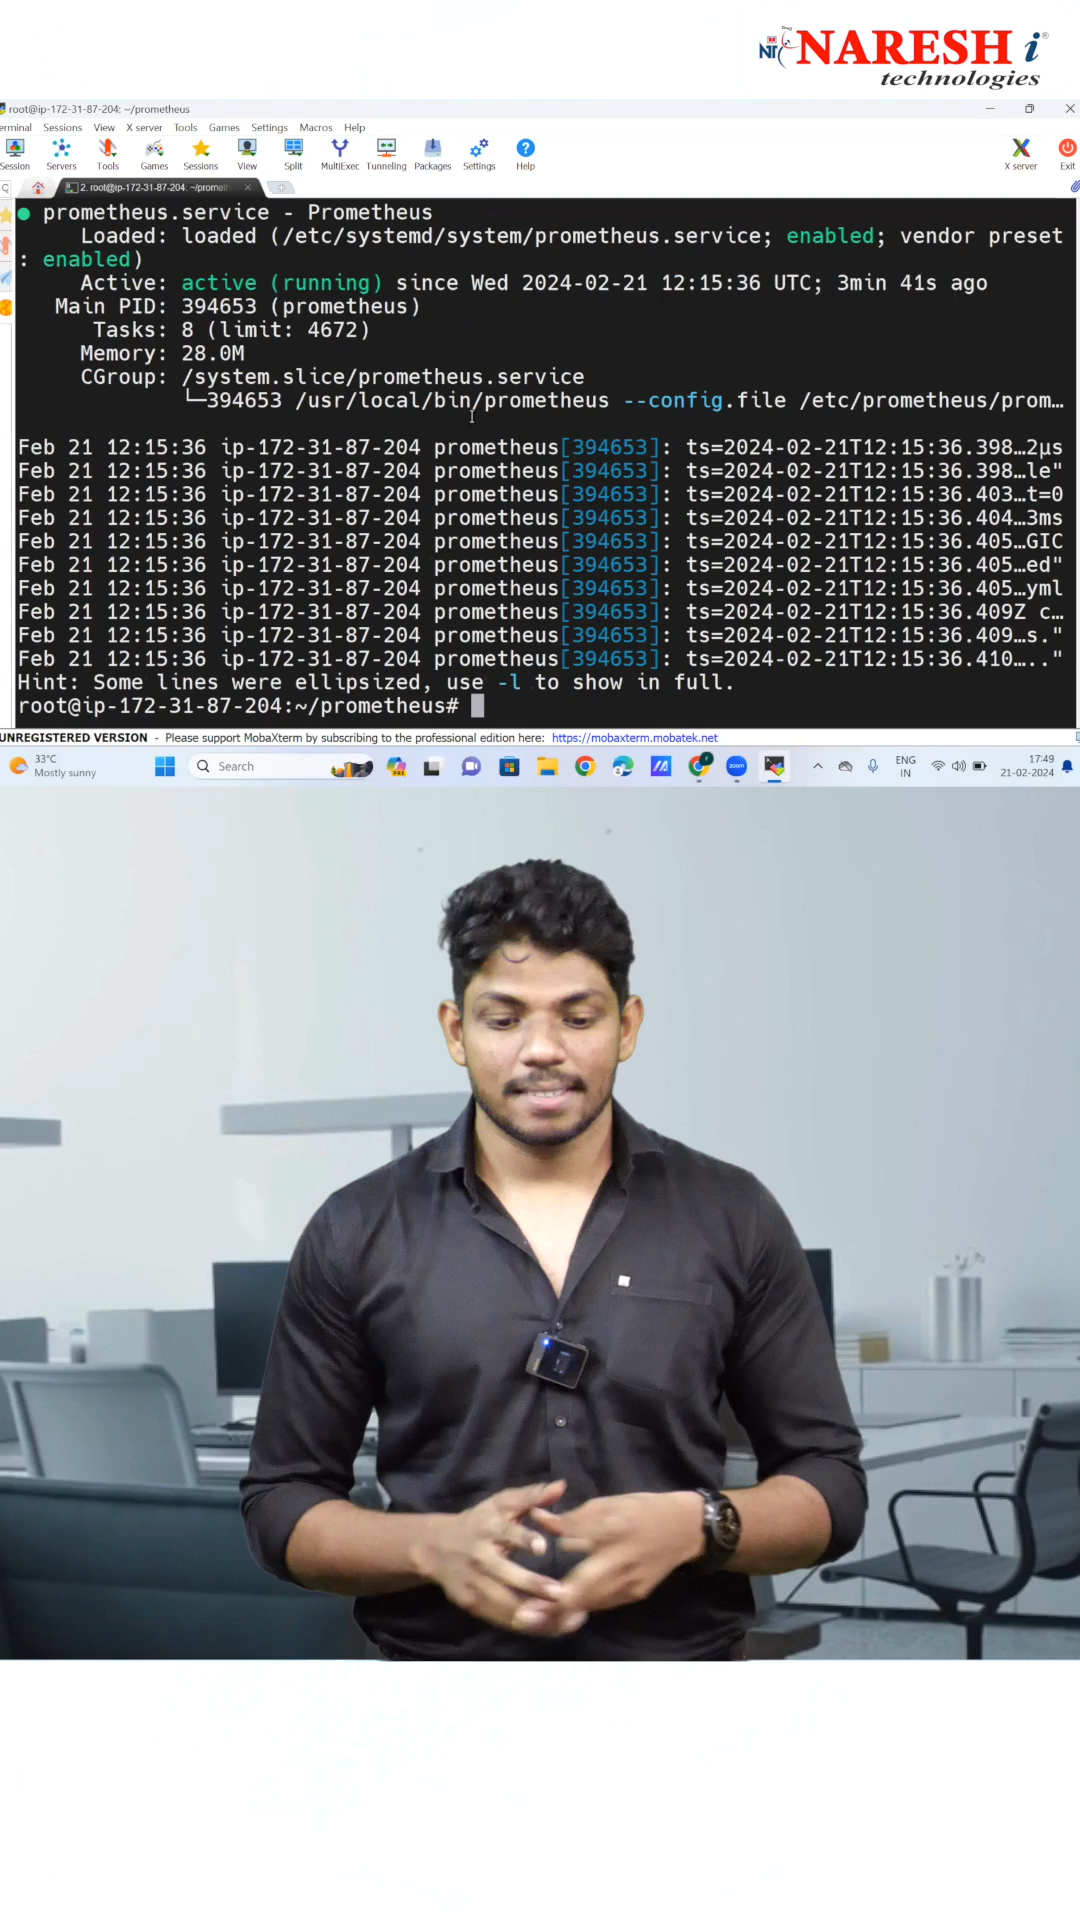 NARESH i
technologies
root@ip-172-31-87-204: ~/prometheus
erminal Sessions View X server Tools Games Settings Macros Help
Session Servers Tools Games Sessions View Split MultiExec Tunneling Packages Settings Help X server Exit
2. root@ip-172-31-87-204: ~/promet
● prometheus.service - Prometheus
Loaded: loaded (/etc/systemd/system/prometheus.service; enabled; vendor preset
: enabled)
Active: active (running) since Wed 2024-02-21 12:15:36 UTC; 3min 41s ago
Main PID: 394653 (prometheus)
Tasks: 8 (limit: 4672)
Memory: 28.0M
CGroup: /system.slice/prometheus.service
└─394653 /usr/local/bin/prometheus --config.file /etc/prometheus/prom…
Feb 21 12:15:36 ip-172-31-87-204 prometheus[394653]: ts=2024-02-21T12:15:36.398…2µs
Feb 21 12:15:36 ip-172-31-87-204 prometheus[394653]: ts=2024-02-21T12:15:36.398…le"
Feb 21 12:15:36 ip-172-31-87-204 prometheus[394653]: ts=2024-02-21T12:15:36.403…t=0
Feb 21 12:15:36 ip-172-31-87-204 prometheus[394653]: ts=2024-02-21T12:15:36.404…3ms
Feb 21 12:15:36 ip-172-31-87-204 prometheus[394653]: ts=2024-02-21T12:15:36.405…GIC
Feb 21 12:15:36 ip-172-31-87-204 prometheus[394653]: ts=2024-02-21T12:15:36.405…ed"
Feb 21 12:15:36 ip-172-31-87-204 prometheus[394653]: ts=2024-02-21T12:15:36.405…yml
Feb 21 12:15:36 ip-172-31-87-204 prometheus[394653]: ts=2024-02-21T12:15:36.409Z c…
Feb 21 12:15:36 ip-172-31-87-204 prometheus[394653]: ts=2024-02-21T12:15:36.409…s."
Feb 21 12:15:36 ip-172-31-87-204 prometheus[394653]: ts=2024-02-21T12:15:36.410….."
Hint: Some lines were ellipsized, use -l to show in full.
root@ip-172-31-87-204:~/prometheus#
UNREGISTERED VERSION - Please support MobaXterm by subscribing to the professional edition here: https://mobaxterm.mobatek.net
33°C
Mostly sunny
Search
PRE
zoom
ENG
IN
17:49
21-02-2024